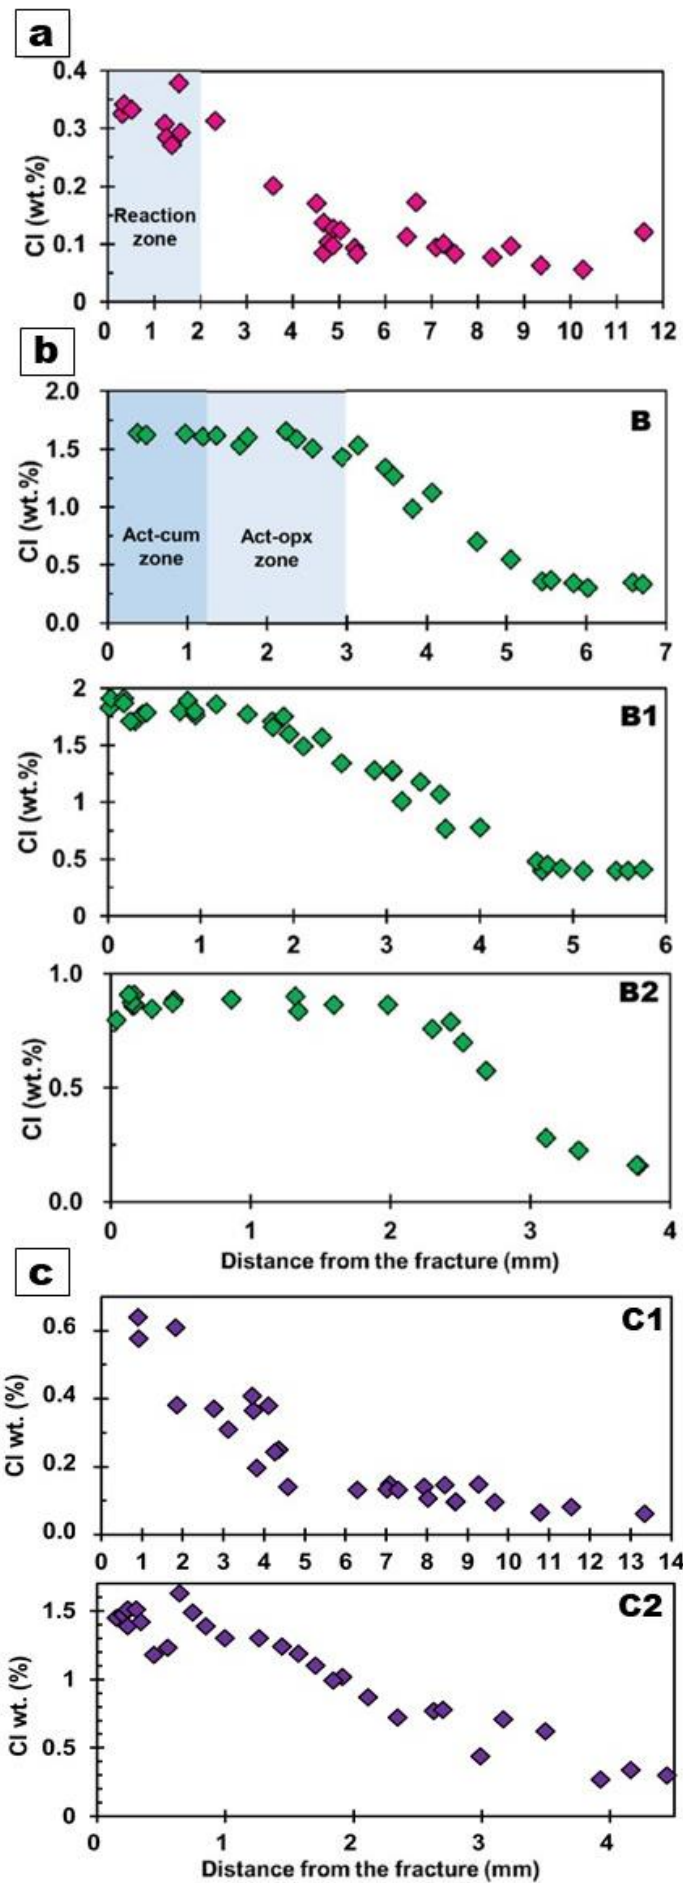 a
0.4
0.3
0.2
0.1
0
Cl (wt.%)
Reaction
zone
0 1 2 3 4 5 6 7 8 9 10 11 12
b
2.0
1.5
1.0
0.5
0.0
Cl (wt.%)
B
Act-cum
zone
Act-opx
zone
0 1 2 3 4 5 6 7
2
1.5
1
0.5
0
Cl (wt.%)
B1
0 1 2 3 4 5 6
1.0
0.5
0.0
Cl (wt.%)
B2
0 1 2 3 4
Distance from the fracture (mm)
c
0.6
0.4
0.2
0.0
Cl wt. (%)
C1
0 1 2 3 4 5 6 7 8 9 10 11 12 13 14
1.5
1
0.5
0
Cl wt. (%)
C2
0 1 2 3 4
Distance from the fracture (mm)